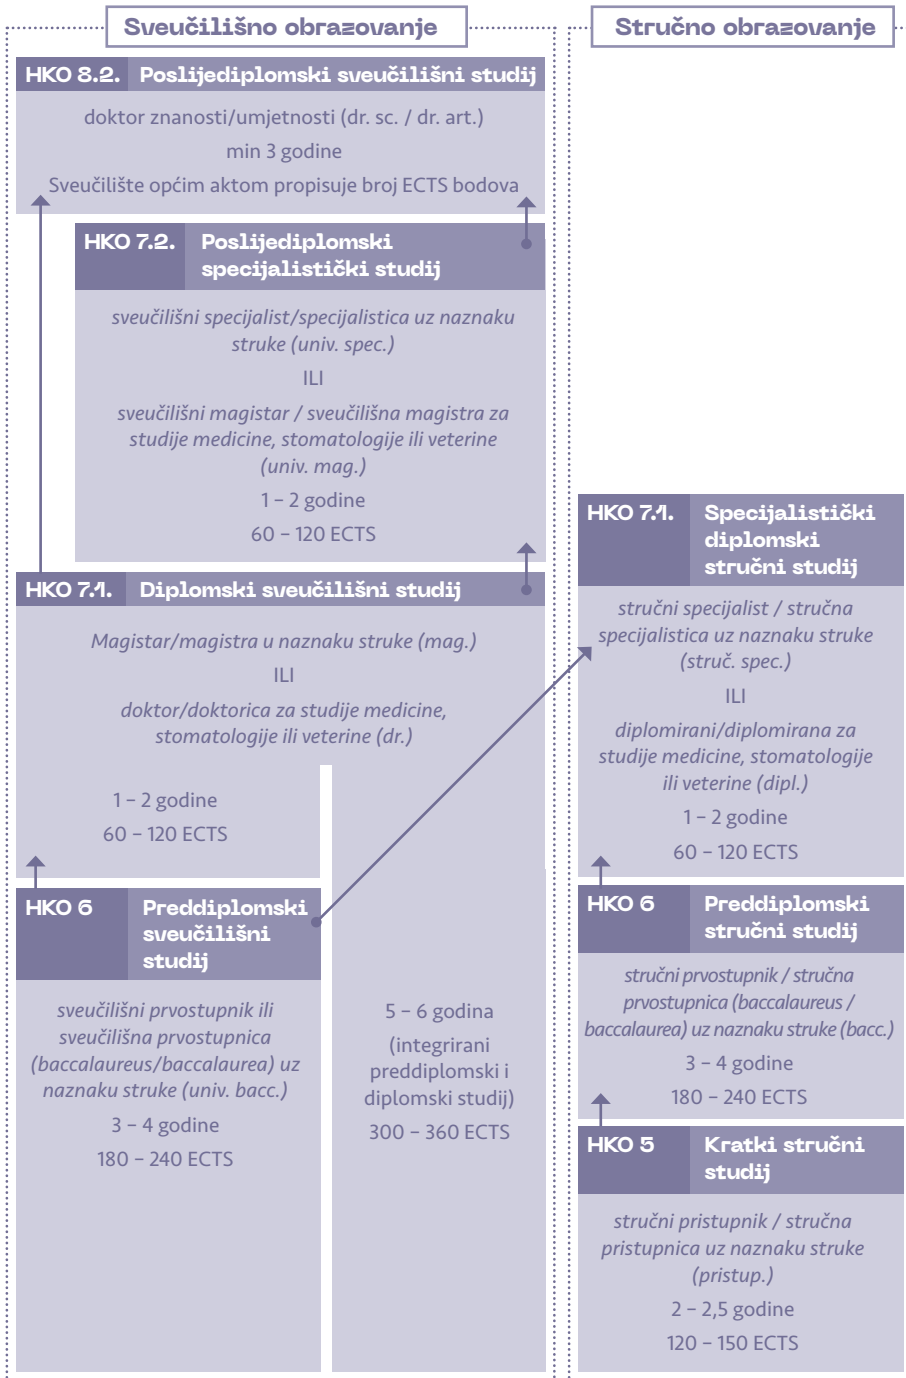 Sveučilišno obrazovanje
HKO 8.2. Poslijediplomski sveučilišni studij
doktor znanosti/umjetnosti (dr. sc. / dr. art.)
min 3 godine
Sveučilište općim aktom propisuje broj ECTS bodova
HKO 7.2. Poslijediplomski
specijalistički studij
sveučilišni specijalist/specijalistica uz naznaku
struke (univ. spec.)
ILI
sveučilišni magistar / sveučilišna magistra za
studije medicine, stomatologije ili veterine
(univ. mag.)
1 – 2 godine
60 – 120 ECTS
HKO 7.1. Diplomski sveučilišni studij
Magistar/magistra u naznaku struke (mag.)
ILI
doktor/doktorica za studije medicine,
stomatologije ili veterine (dr.)
1 – 2 godine
60 – 120 ECTS
HKO 6 Preddiplomski
sveučilišni
studij
sveučilišni prvostupnik ili
sveučilišna prvostupnica
(baccalaureus/baccalaurea) uz
naznaku struke (univ. bacc.)
3 – 4 godine
180 – 240 ECTS
5 – 6 godina
(integrirani
preddiplomski i
diplomski studij)
300 – 360 ECTS
Stručno obrazovanje
HKO 7.1. Specijalistički
diplomski
stručni studij
stručni specijalist / stručna
specijalistica uz naznaku struke
(struč. spec.)
ILI
diplomirani/diplomirana za
studije medicine, stomatologije
ili veterine (dipl.)
1 – 2 godine
60 – 120 ECTS
HKO 6 Preddiplomski
stručni studij
stručni prvostupnik / stručna
prvostupnica (baccalaureus /
baccalaurea) uz naznaku struke (bacc.)
3 – 4 godine
180 – 240 ECTS
HKO 5 Kratki stručni
studij
stručni pristupnik / stručna
pristupnica uz naznaku struke
(pristup.)
2 – 2,5 godine
120 – 150 ECTS